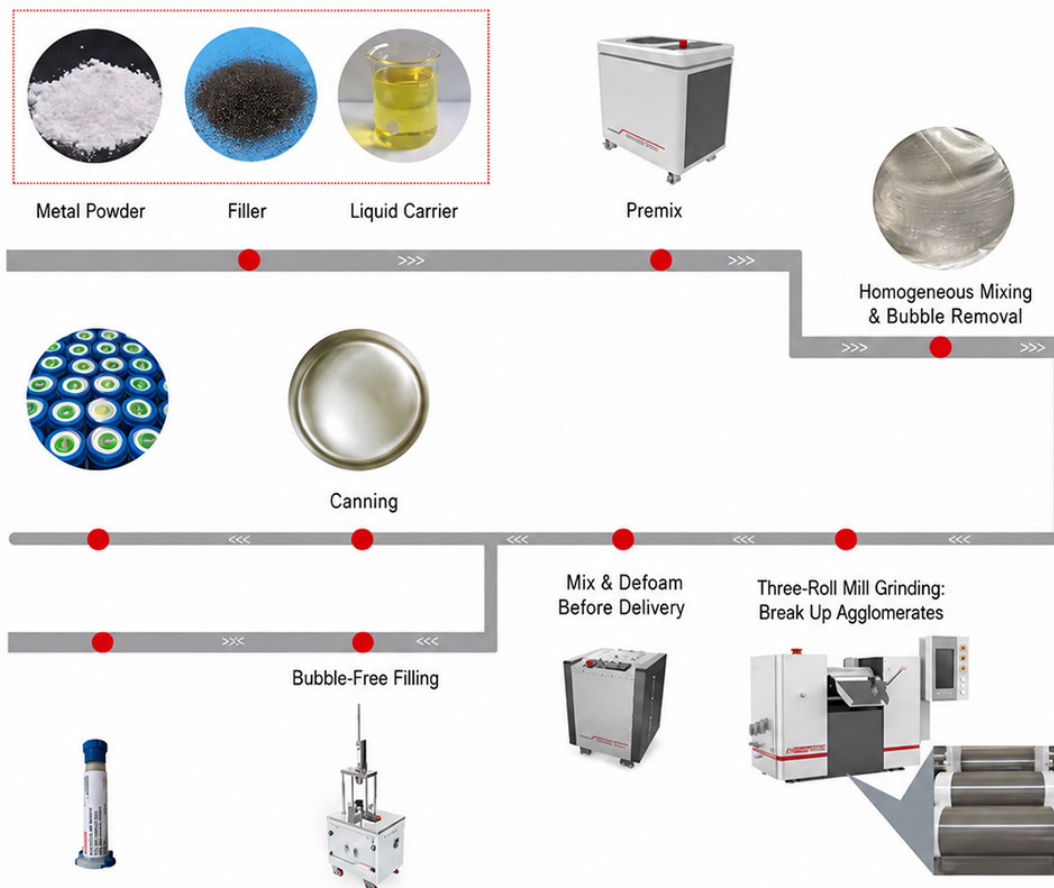 Metal Powder
Filler
Liquid Carrier
Premix
>>>
>>>
Homogeneous Mixing
& Bubble Removal
>>>
>>>
Canning
<<<
<<<
<<<
<<<
Mix & Defoam
Before Delivery
Three-Roll Mill Grinding:
Break Up Agglomerates
<<<
Bubble-Free Filling